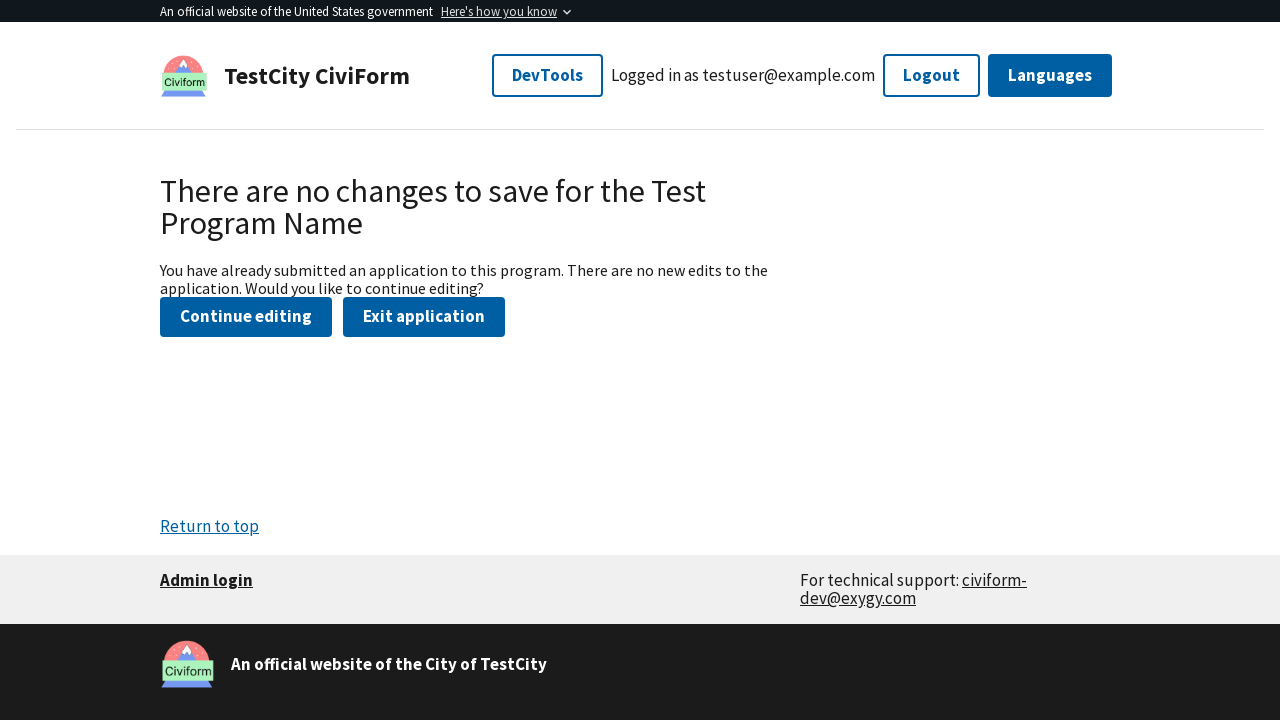 An official website of the United States government Here's how you know
Civiform
TestCity CiviForm
DevTools
Logged in as testuser@example.com
Logout
Languages
There are no changes to save for the Test
Program Name
You have already submitted an application to this program. There are no new edits to the
application. Would you like to continue editing?
Continue editing
Exit application
Return to top
Admin login
For technical support: civiform-
dev@exygy.com
Civiform
An official website of the City of TestCity